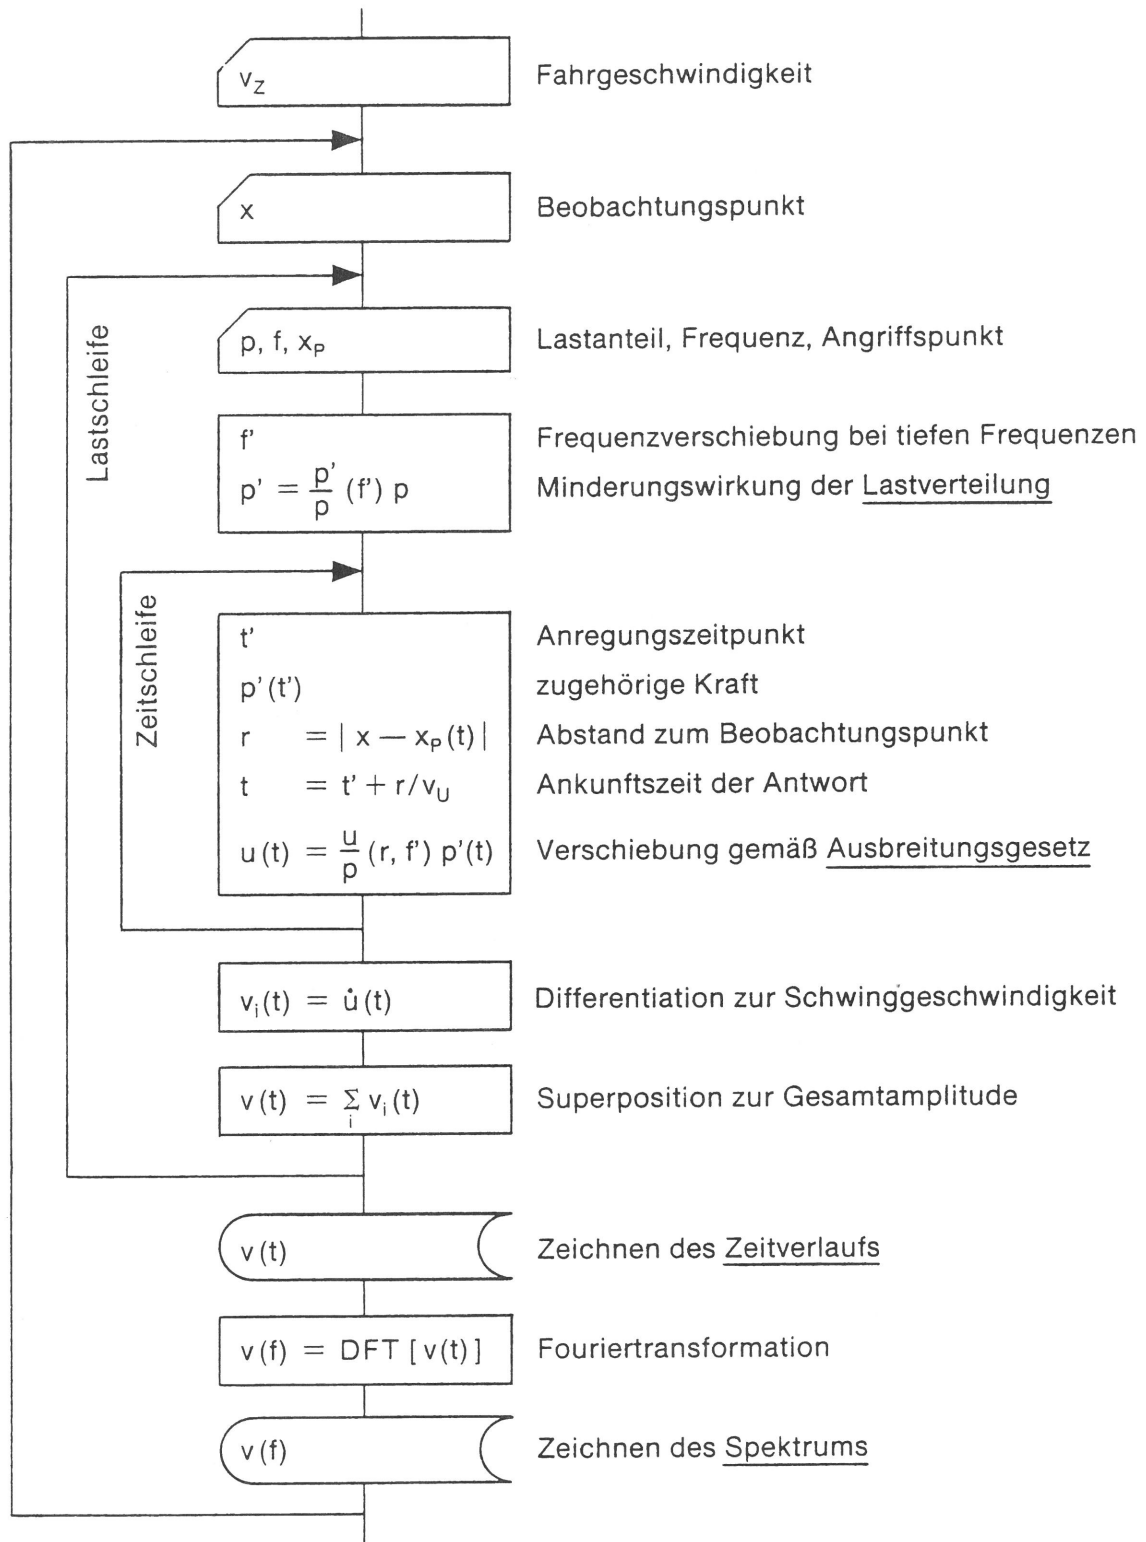 v_Z Fahrgeschwindigkeit
x Beobachtungspunkt
p, f, x_P Lastanteil, Frequenz, Angriffspunkt
Lastschleife
f' Frequenzverschiebung bei tiefen Frequenzen
p' = p'/p (f') p Minderungswirkung der Lastverteilung
Zeitschleife
t' Anregungszeitpunkt
p'(t') zugehörige Kraft
r = | x — x_P(t) | Abstand zum Beobachtungspunkt
t = t' + r/v_U Ankunftszeit der Antwort
u(t) = u/p (r, f') p'(t) Verschiebung gemäß Ausbreitungsgesetz
v_i(t) = u̇(t) Differentiation zur Schwinggeschwindigkeit
v(t) = Σ_i v_i(t) Superposition zur Gesamtamplitude
v(t) Zeichnen des Zeitverlaufs
v(f) = DFT [v(t)] Fouriertransformation
v(f) Zeichnen des Spektrums